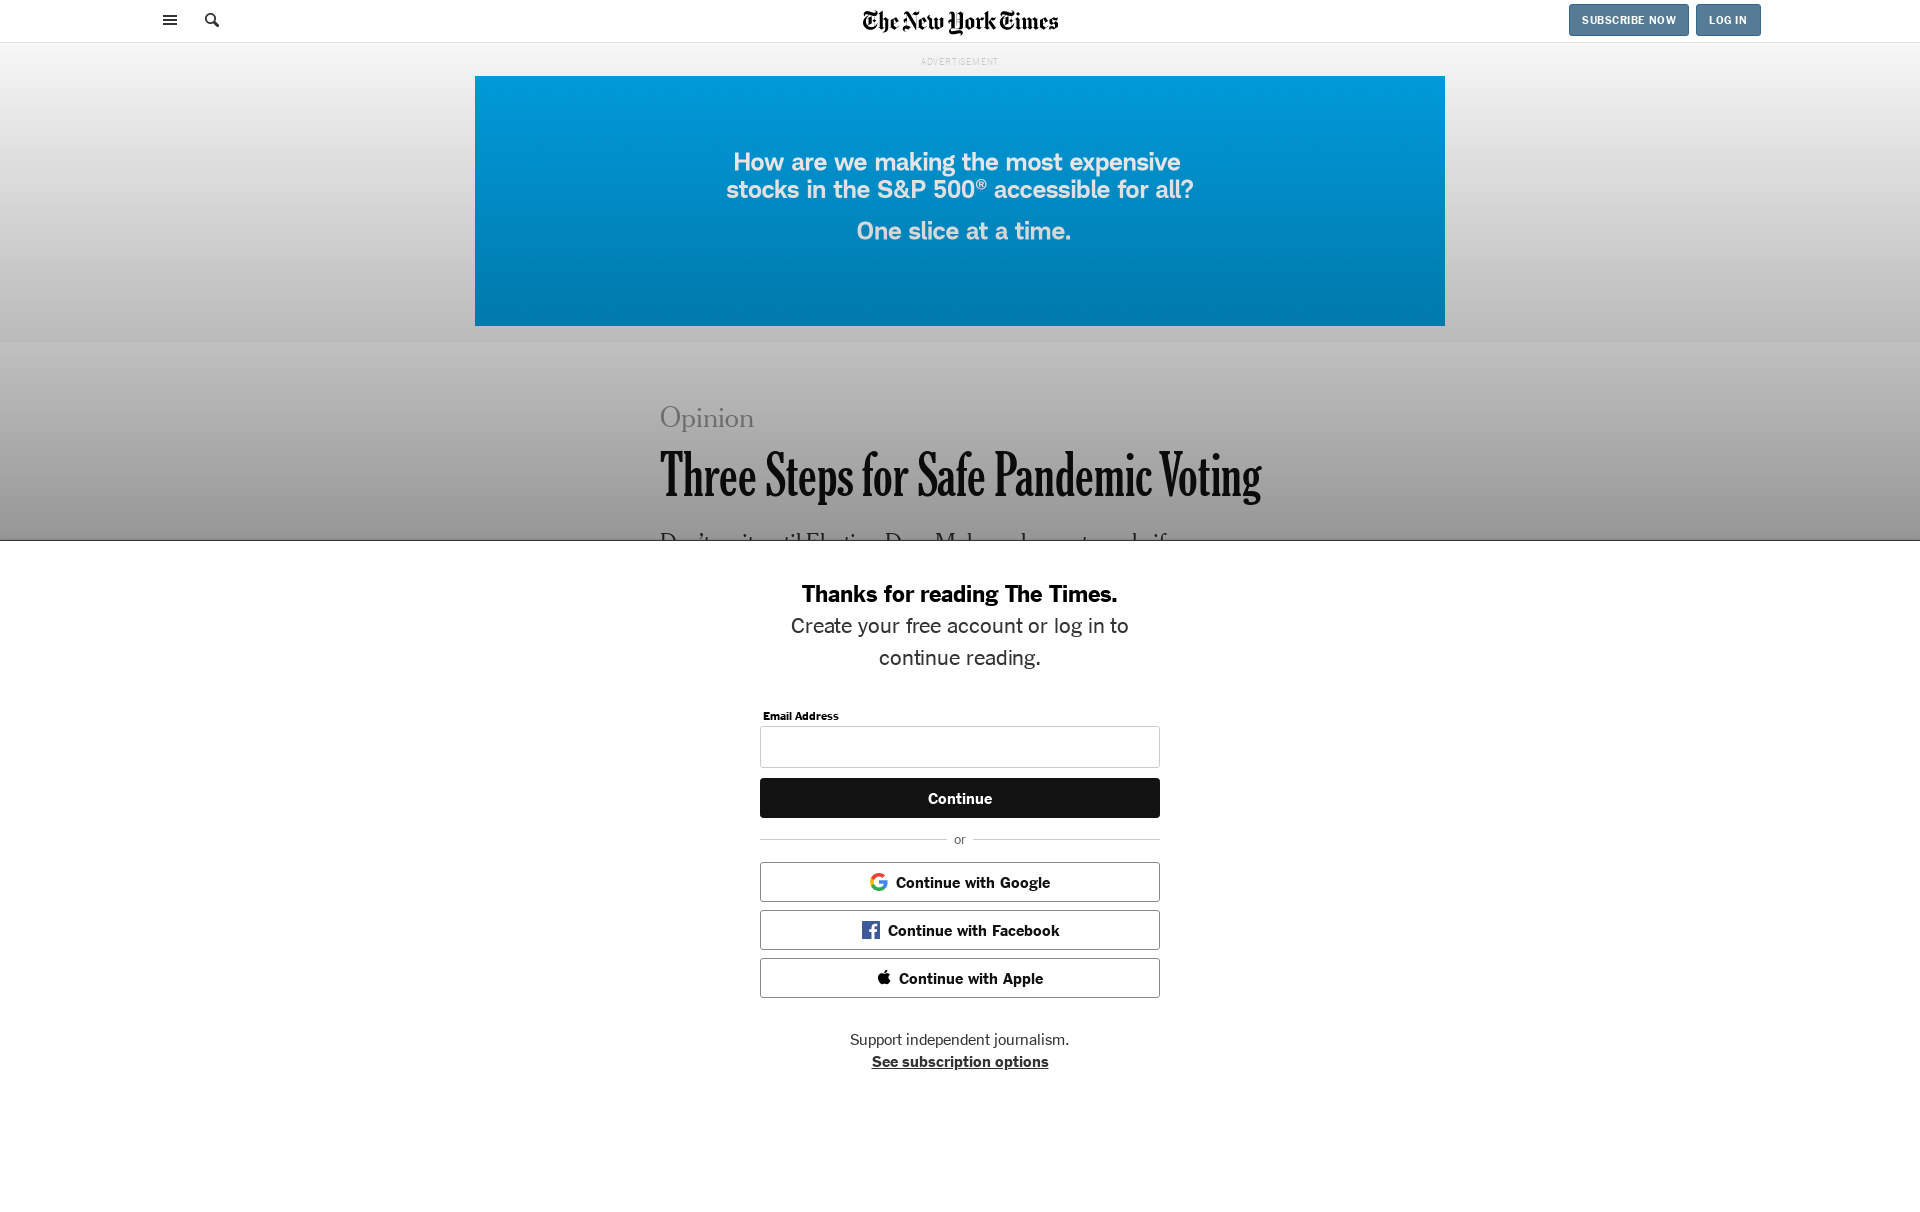 The New York Times
SUBSCRIBE NOW
LOG IN
ADVERTISEMENT
How are we making the most expensive
stocks in the S&P 500® accessible for all?
One slice at a time.
Opinion
Three Steps for Safe Pandemic Voting
Thanks for reading The Times.
Create your free account or log in to
continue reading.
Email Address
Continue
or
Continue with Google
Continue with Facebook
Continue with Apple
Support independent journalism.
See subscription options